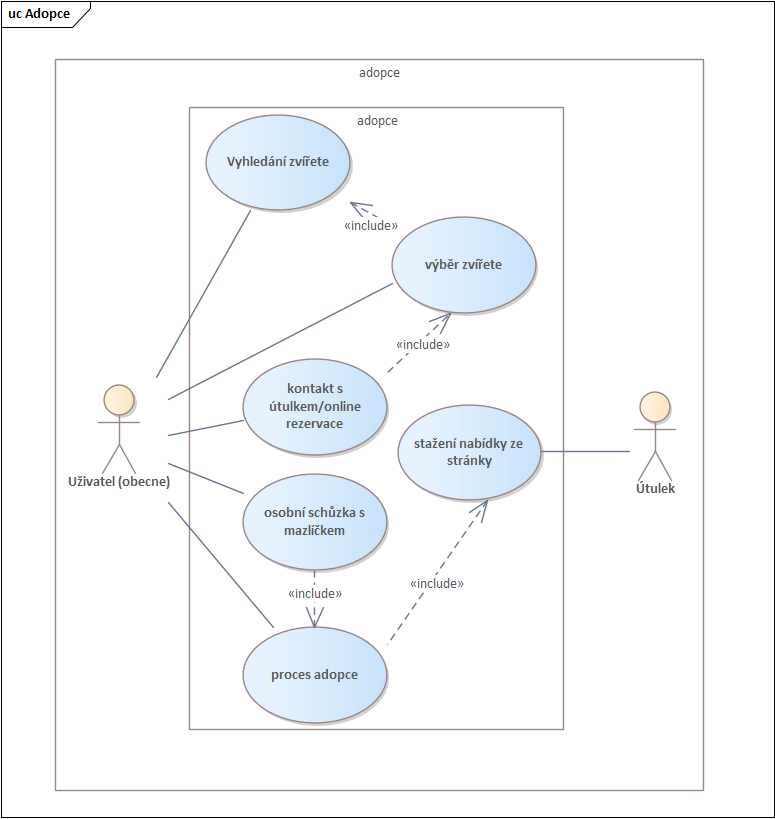 uc Adopce
adopce
adopce
Vyhledání zvířete
«include»
výběr zvířete
«include»
kontakt s
útulkem/online
rezervace
stažení nabídky ze
stránky
Uživatel (obecne)
Útulek
osobní schůzka s
mazlíčkem
«include»
«include»
proces adopce